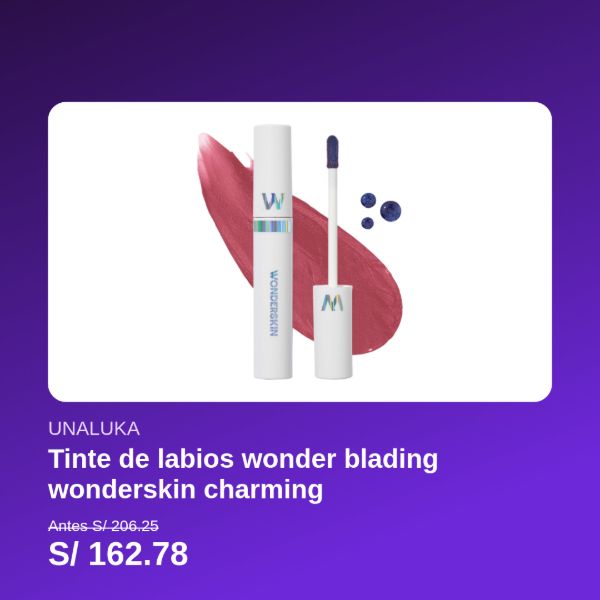 W
WONDERSKIN
W
UNALUKA
Tinte de labios wonder blading
wonderskin charming
Antes S/ 206.25
S/ 162.78